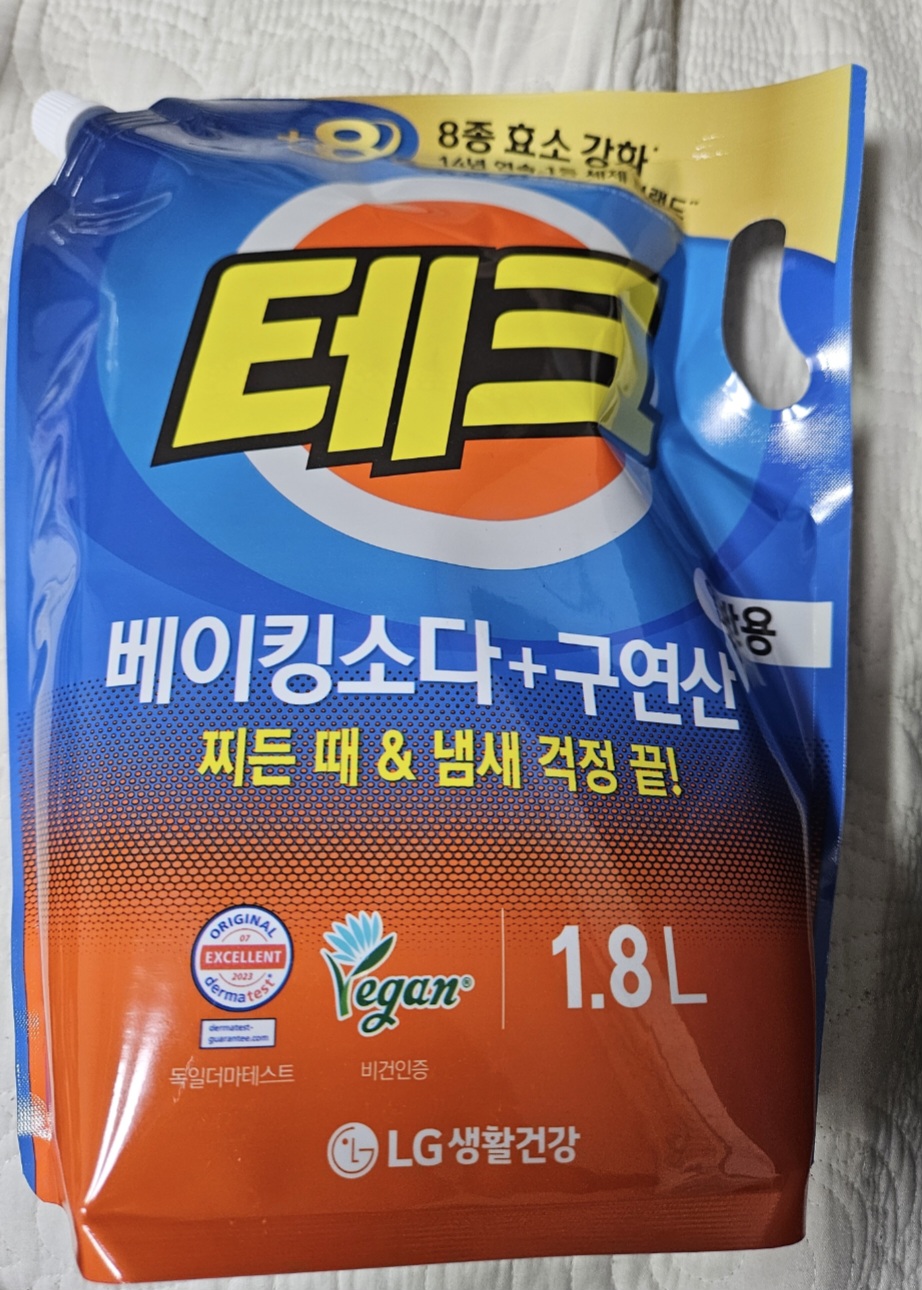 8종 효소 강화
테크
베이킹소다+구연산
찌든 때 & 냄새 걱정 끝!
ORIGINAL
07
EXCELLENT
2023
dermatest®
dermatest-
guarantee.com
독일더마테스트
Vegan®
비건인증
1.8L
LG생활건강